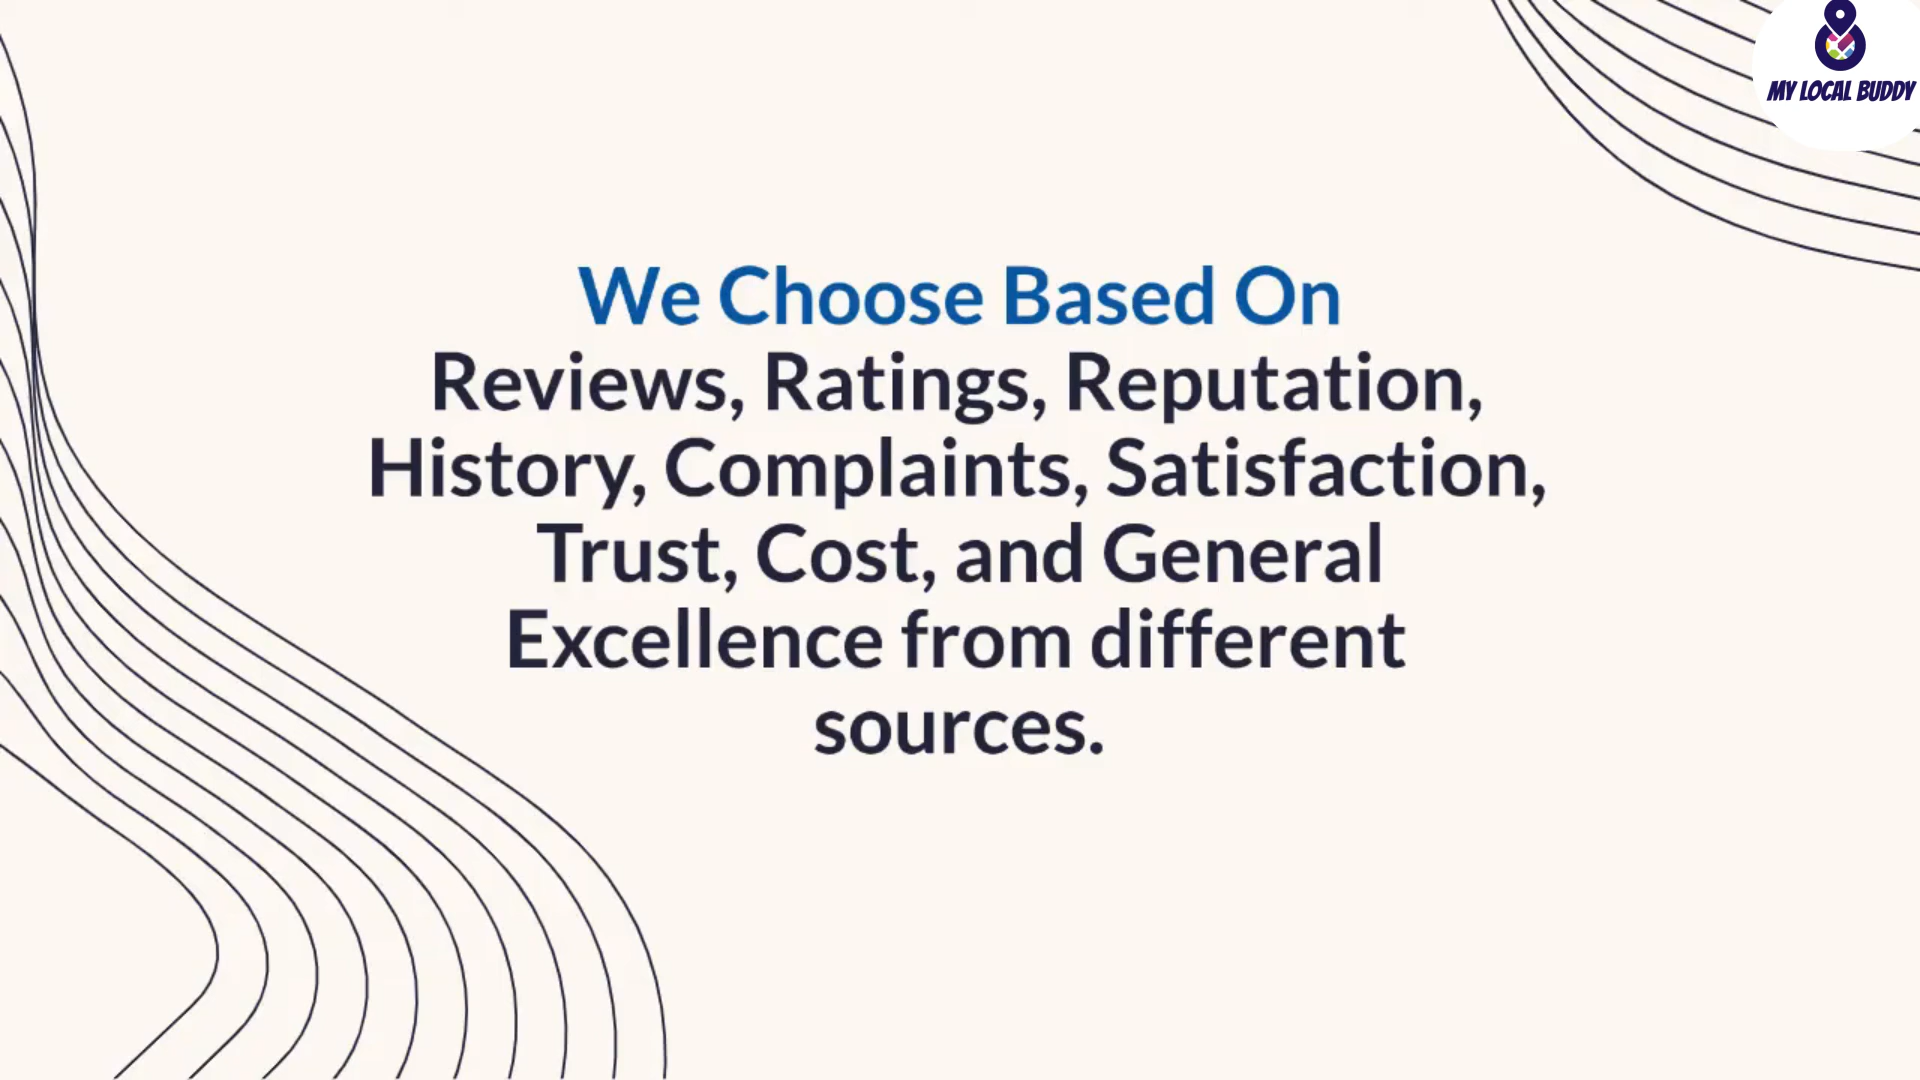 MY LOCAL BUDDY
We Choose Based On
Reviews, Ratings, Reputation,
History, Complaints, Satisfaction,
Trust, Cost, and General
Excellence from different
sources.